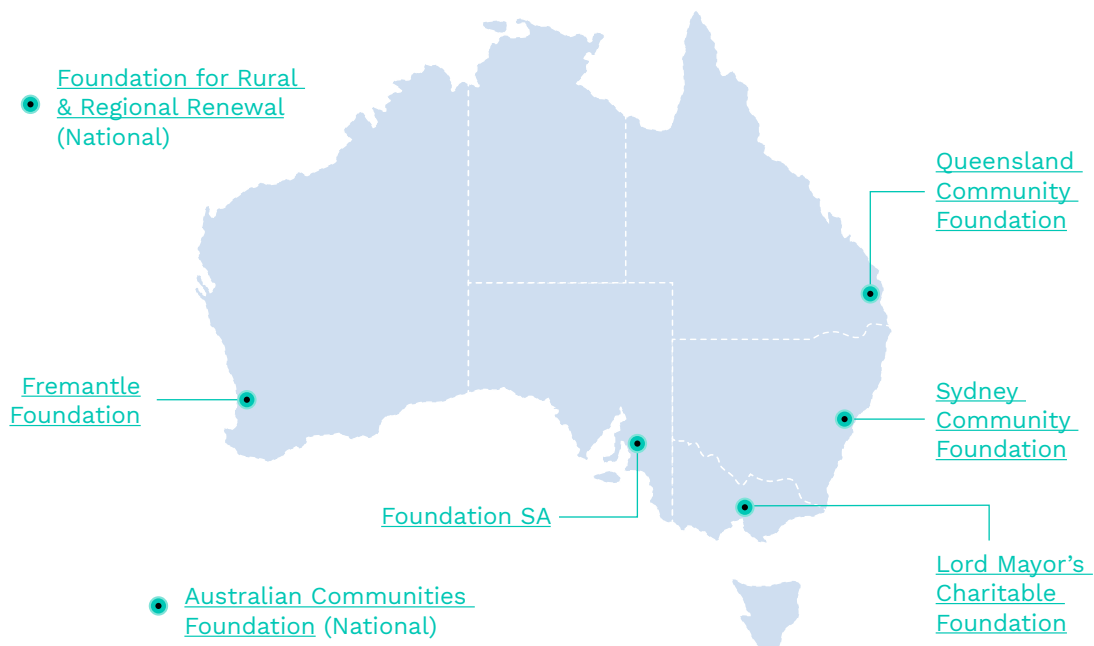 Foundation for Rural
& Regional Renewal
(National)
Queensland
Community
Foundation
Fremantle
Foundation
Sydney
Community
Foundation
Foundation SA
Lord Mayor’s
Charitable
Foundation
Australian Communities
Foundation (National)